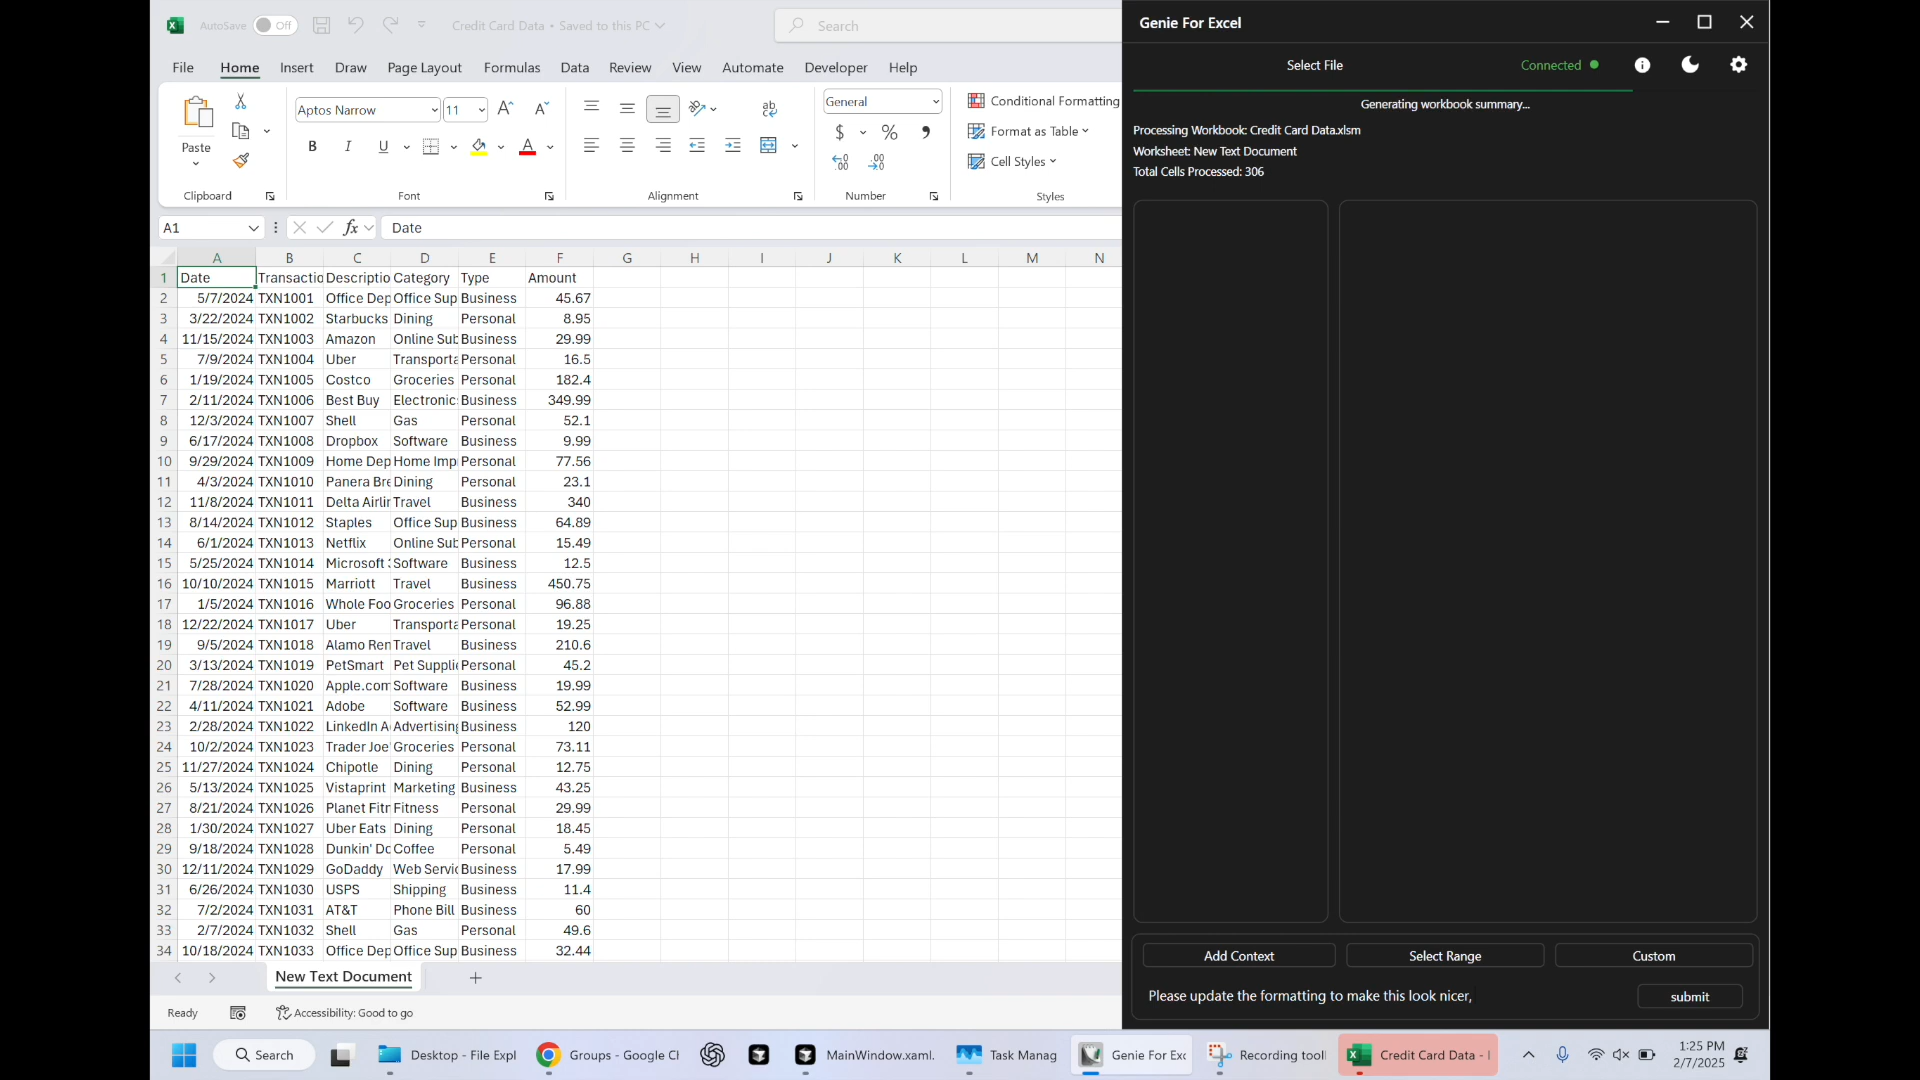 AutoSave Off Credit Card Data • Saved to this PC Search
File Home Insert Draw Page Layout Formulas Data Review View Automate Developer Help
Paste
Clipboard
Aptos Narrow 11
B I U
Font
Alignment
General
$ %
Number
Conditional Formatting
Format as Table
Cell Styles
Styles
A1 fx Date
A B C D E F G H I J K L M N
1 Date Transactio Descriptio Category Type Amount
2 5/7/2024 TXN1001 Office Dep Office Sup Business 45.67
3 3/22/2024 TXN1002 Starbucks Dining Personal 8.95
4 11/15/2024 TXN1003 Amazon Online Sub Business 29.99
5 7/9/2024 TXN1004 Uber Transporta Personal 16.5
6 1/19/2024 TXN1005 Costco Groceries Personal 182.4
7 2/11/2024 TXN1006 Best Buy Electronic Business 349.99
8 12/3/2024 TXN1007 Shell Gas Personal 52.1
9 6/17/2024 TXN1008 Dropbox Software Business 9.99
10 9/29/2024 TXN1009 Home Dep Home Imp Personal 77.56
11 4/3/2024 TXN1010 Panera Bre Dining Personal 23.1
12 11/8/2024 TXN1011 Delta Airlin Travel Business 340
13 8/14/2024 TXN1012 Staples Office Sup Business 64.89
14 6/1/2024 TXN1013 Netflix Online Sub Personal 15.49
15 5/25/2024 TXN1014 Microsoft 3 Software Business 12.5
16 10/10/2024 TXN1015 Marriott Travel Business 450.75
17 1/5/2024 TXN1016 Whole Foo Groceries Personal 96.88
18 12/22/2024 TXN1017 Uber Transporta Personal 19.25
19 9/5/2024 TXN1018 Alamo Ren Travel Business 210.6
20 3/13/2024 TXN1019 PetSmart Pet Supplie Personal 45.2
21 7/28/2024 TXN1020 Apple.com Software Business 19.99
22 4/11/2024 TXN1021 Adobe Software Business 52.99
23 2/28/2024 TXN1022 LinkedIn A Advertising Business 120
24 10/2/2024 TXN1023 Trader Joe' Groceries Personal 73.11
25 11/27/2024 TXN1024 Chipotle Dining Personal 12.75
26 5/13/2024 TXN1025 Vistaprint Marketing Business 43.25
27 8/21/2024 TXN1026 Planet Fitn Fitness Personal 29.99
28 1/30/2024 TXN1027 Uber Eats Dining Personal 18.45
29 9/18/2024 TXN1028 Dunkin' Do Coffee Personal 5.49
30 12/11/2024 TXN1029 GoDaddy Web Servic Business 17.99
31 6/26/2024 TXN1030 USPS Shipping Business 11.4
32 7/2/2024 TXN1031 AT&T Phone Bill Business 60
33 2/7/2024 TXN1032 Shell Gas Personal 49.6
34 10/18/2024 TXN1033 Office Dep Office Sup Business 32.44
New Text Document
Ready Accessibility: Good to go
Genie For Excel
Select File Connected
Generating workbook summary...
Processing Workbook: Credit Card Data.xlsm
Worksheet: New Text Document
Total Cells Processed: 306
Add Context Select Range Custom
Please update the formatting to make this look nicer,
submit
Search Desktop - File Expl Groups - Google Ch MainWindow.xaml. Task Manag Genie For Exc Recording tooll Credit Card Data - 1:25 PM
2/7/2025